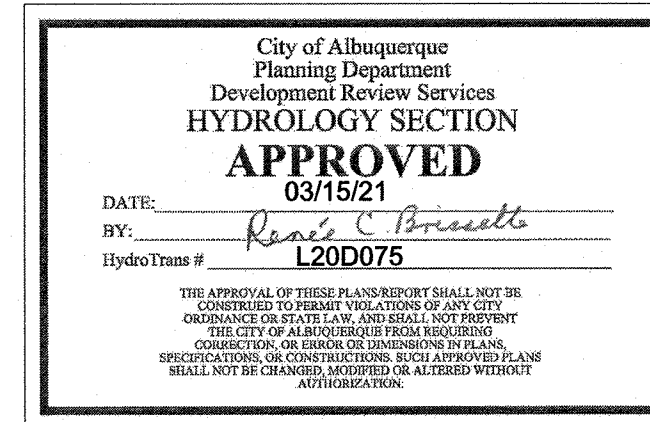 City of Albuquerque
Planning Department
Development Review Services
HYDROLOGY SECTION
APPROVED
DATE: 03/15/21
BY: Renée C. Brissette
HydroTrans # L20D075
THE APPROVAL OF THESE PLANS/REPORT SHALL NOT BE
CONSTRUED TO PERMIT VIOLATIONS OF ANY CITY
ORDINANCE OR STATE LAW, AND SHALL NOT PREVENT
THE CITY OF ALBUQUERQUE FROM REQUIRING
CORRECTION, OR ERROR OR DIMENSIONS IN PLANS,
SPECIFICATIONS, OR CONSTRUCTIONS. SUCH APPROVED PLANS
SHALL NOT BE CHANGED, MODIFIED OR ALTERED WITHOUT
AUTHORIZATION.